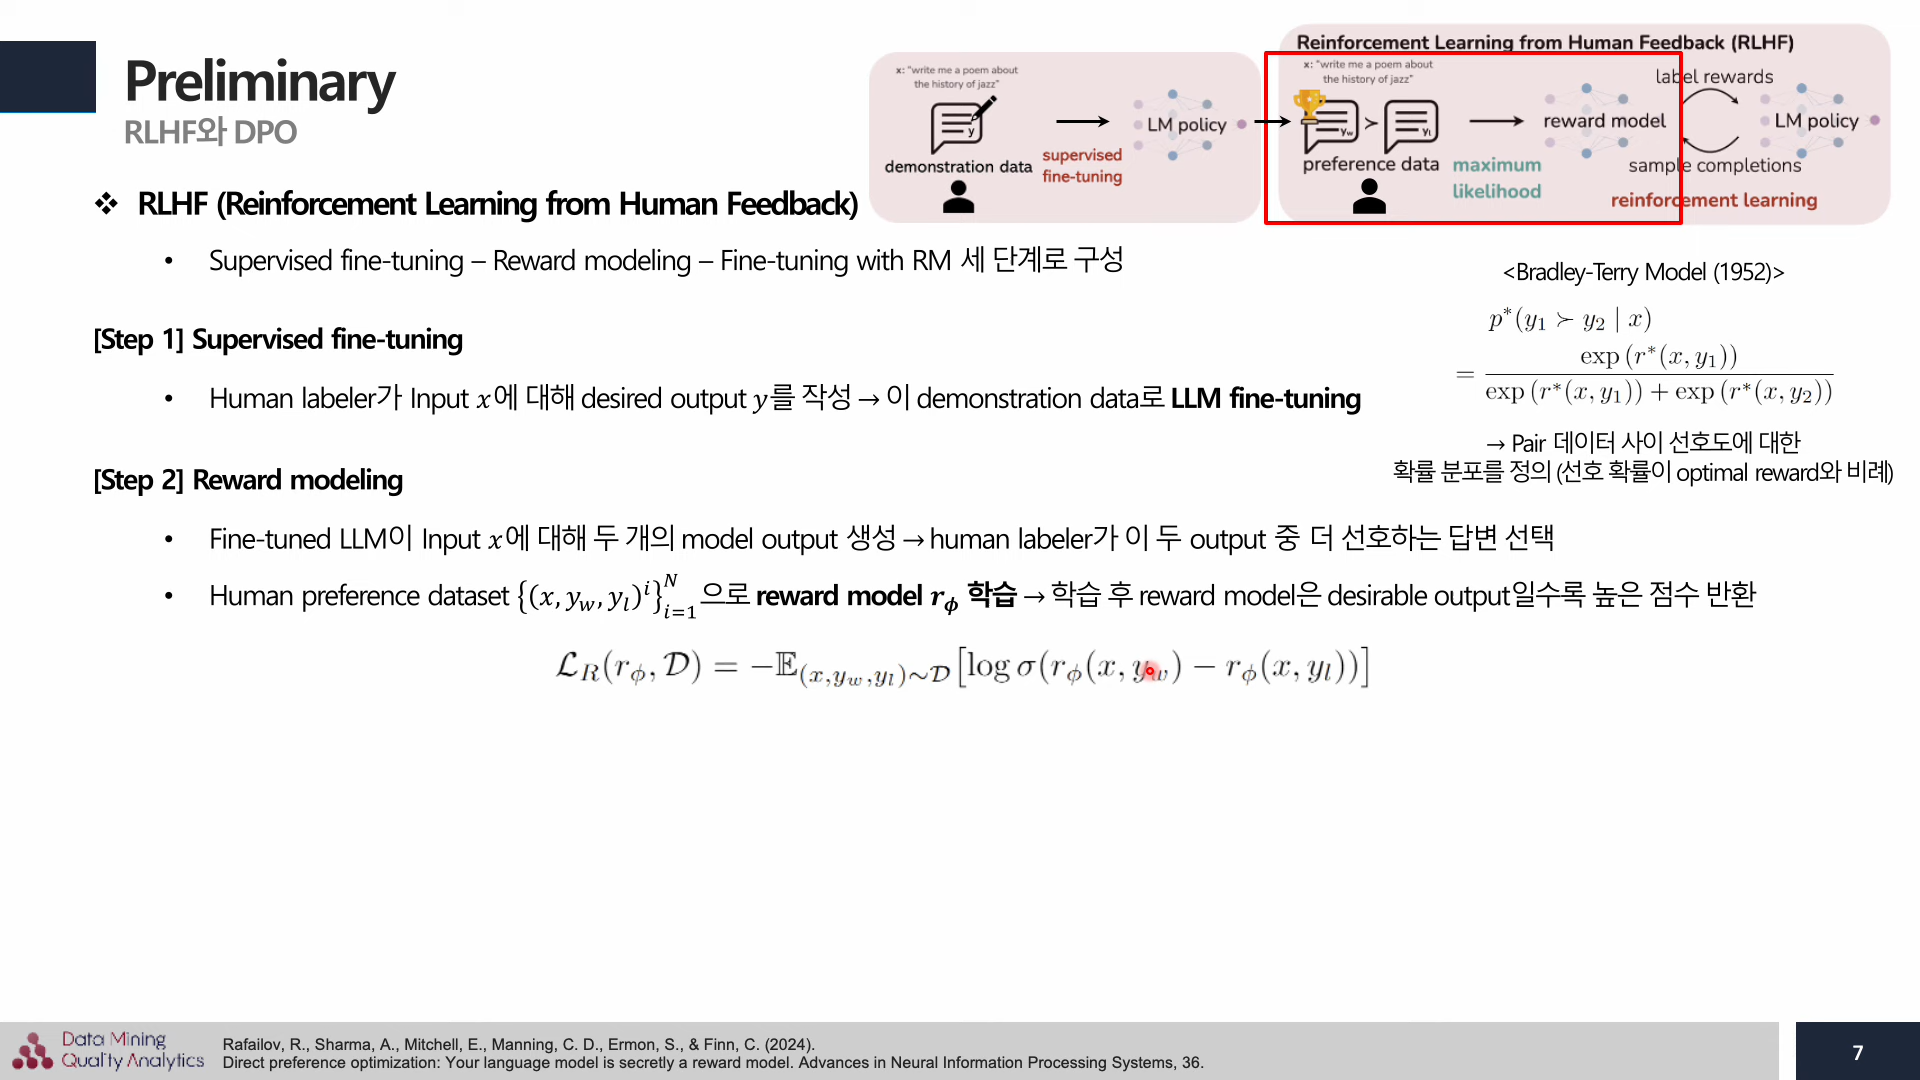 Preliminary
RLHF와 DPO
x: "write me a poem about
the history of jazz"
y
demonstration data
supervised
fine-tuning
LM policy
Reinforcement Learning from Human Feedback (RLHF)
x: "write me a poem about
the history of jazz"
y_w ≻ y_l
preference data
maximum
likelihood
reward model
label rewards
LM policy
sample completions
reinforcement learning
❖ RLHF (Reinforcement Learning from Human Feedback)
• Supervised fine-tuning – Reward modeling – Fine-tuning with RM 세 단계로 구성
<Bradley-Terry Model (1952)>
p*(y_1 ≻ y_2 | x)
= exp (r*(x, y_1)) / (exp (r*(x, y_1)) + exp (r*(x, y_2)))
→ Pair 데이터 사이 선호도에 대한
확률 분포를 정의 (선호 확률이 optimal reward와 비례)
[Step 1] Supervised fine-tuning
• Human labeler가 Input x에 대해 desired output y를 작성 → 이 demonstration data로 LLM fine-tuning
[Step 2] Reward modeling
• Fine-tuned LLM이 Input x에 대해 두 개의 model output 생성 → human labeler가 이 두 output 중 더 선호하는 답변 선택
• Human preference dataset {(x, y_w, y_l)^i}_{i=1}^N 으로 reward model r_ϕ 학습 → 학습 후 reward model은 desirable output일수록 높은 점수 반환
ℒ_R(r_ϕ, 𝒟) = −𝔼_{(x,y_w,y_l)∼𝒟}[log σ(r_ϕ(x, y_w) − r_ϕ(x, y_l))]
Data Mining
Quality Analytics
Rafailov, R., Sharma, A., Mitchell, E., Manning, C. D., Ermon, S., & Finn, C. (2024).
Direct preference optimization: Your language model is secretly a reward model. Advances in Neural Information Processing Systems, 36.
7